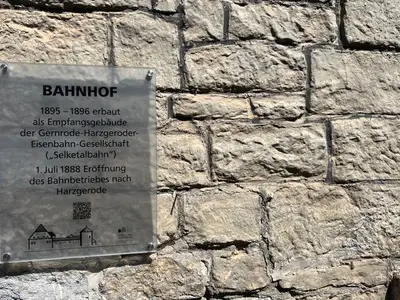 BAHNHOF
1895 – 1896 erbaut
als Empfangsgebäude
der Gernrode-Harzgeroder-
Eisenbahn-Gesellschaft
(„Selketalbahn“)
1. Juli 1888 Eröffnung
des Bahnbetriebes nach
Harzgerode